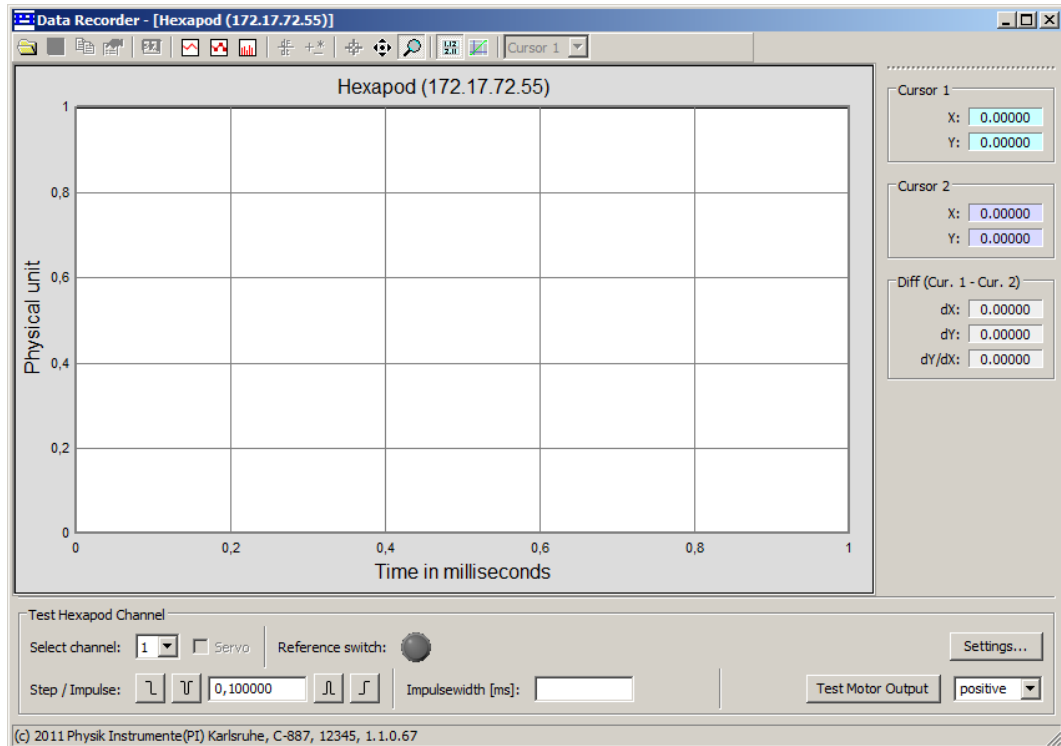 Data Recorder - [Hexapod (172.17.72.55)]
Cursor 1
Hexapod (172.17.72.55)
1
0,8
0,6
0,4
0,2
0
Physical unit
0
0,2
0,4
0,6
0,8
1
Time in milliseconds
Cursor 1
X: 0.00000
Y: 0.00000
Cursor 2
X: 0.00000
Y: 0.00000
Diff (Cur. 1 - Cur. 2)
dX: 0.00000
dY: 0.00000
dY/dX: 0.00000
Test Hexapod Channel
Select channel: 1 Servo Reference switch: Settings...
Step / Impulse: 0,100000 Impulsewidth [ms]: Test Motor Output positive
(c) 2011 Physik Instrumente(PI) Karlsruhe, C-887, 12345, 1.1.0.67